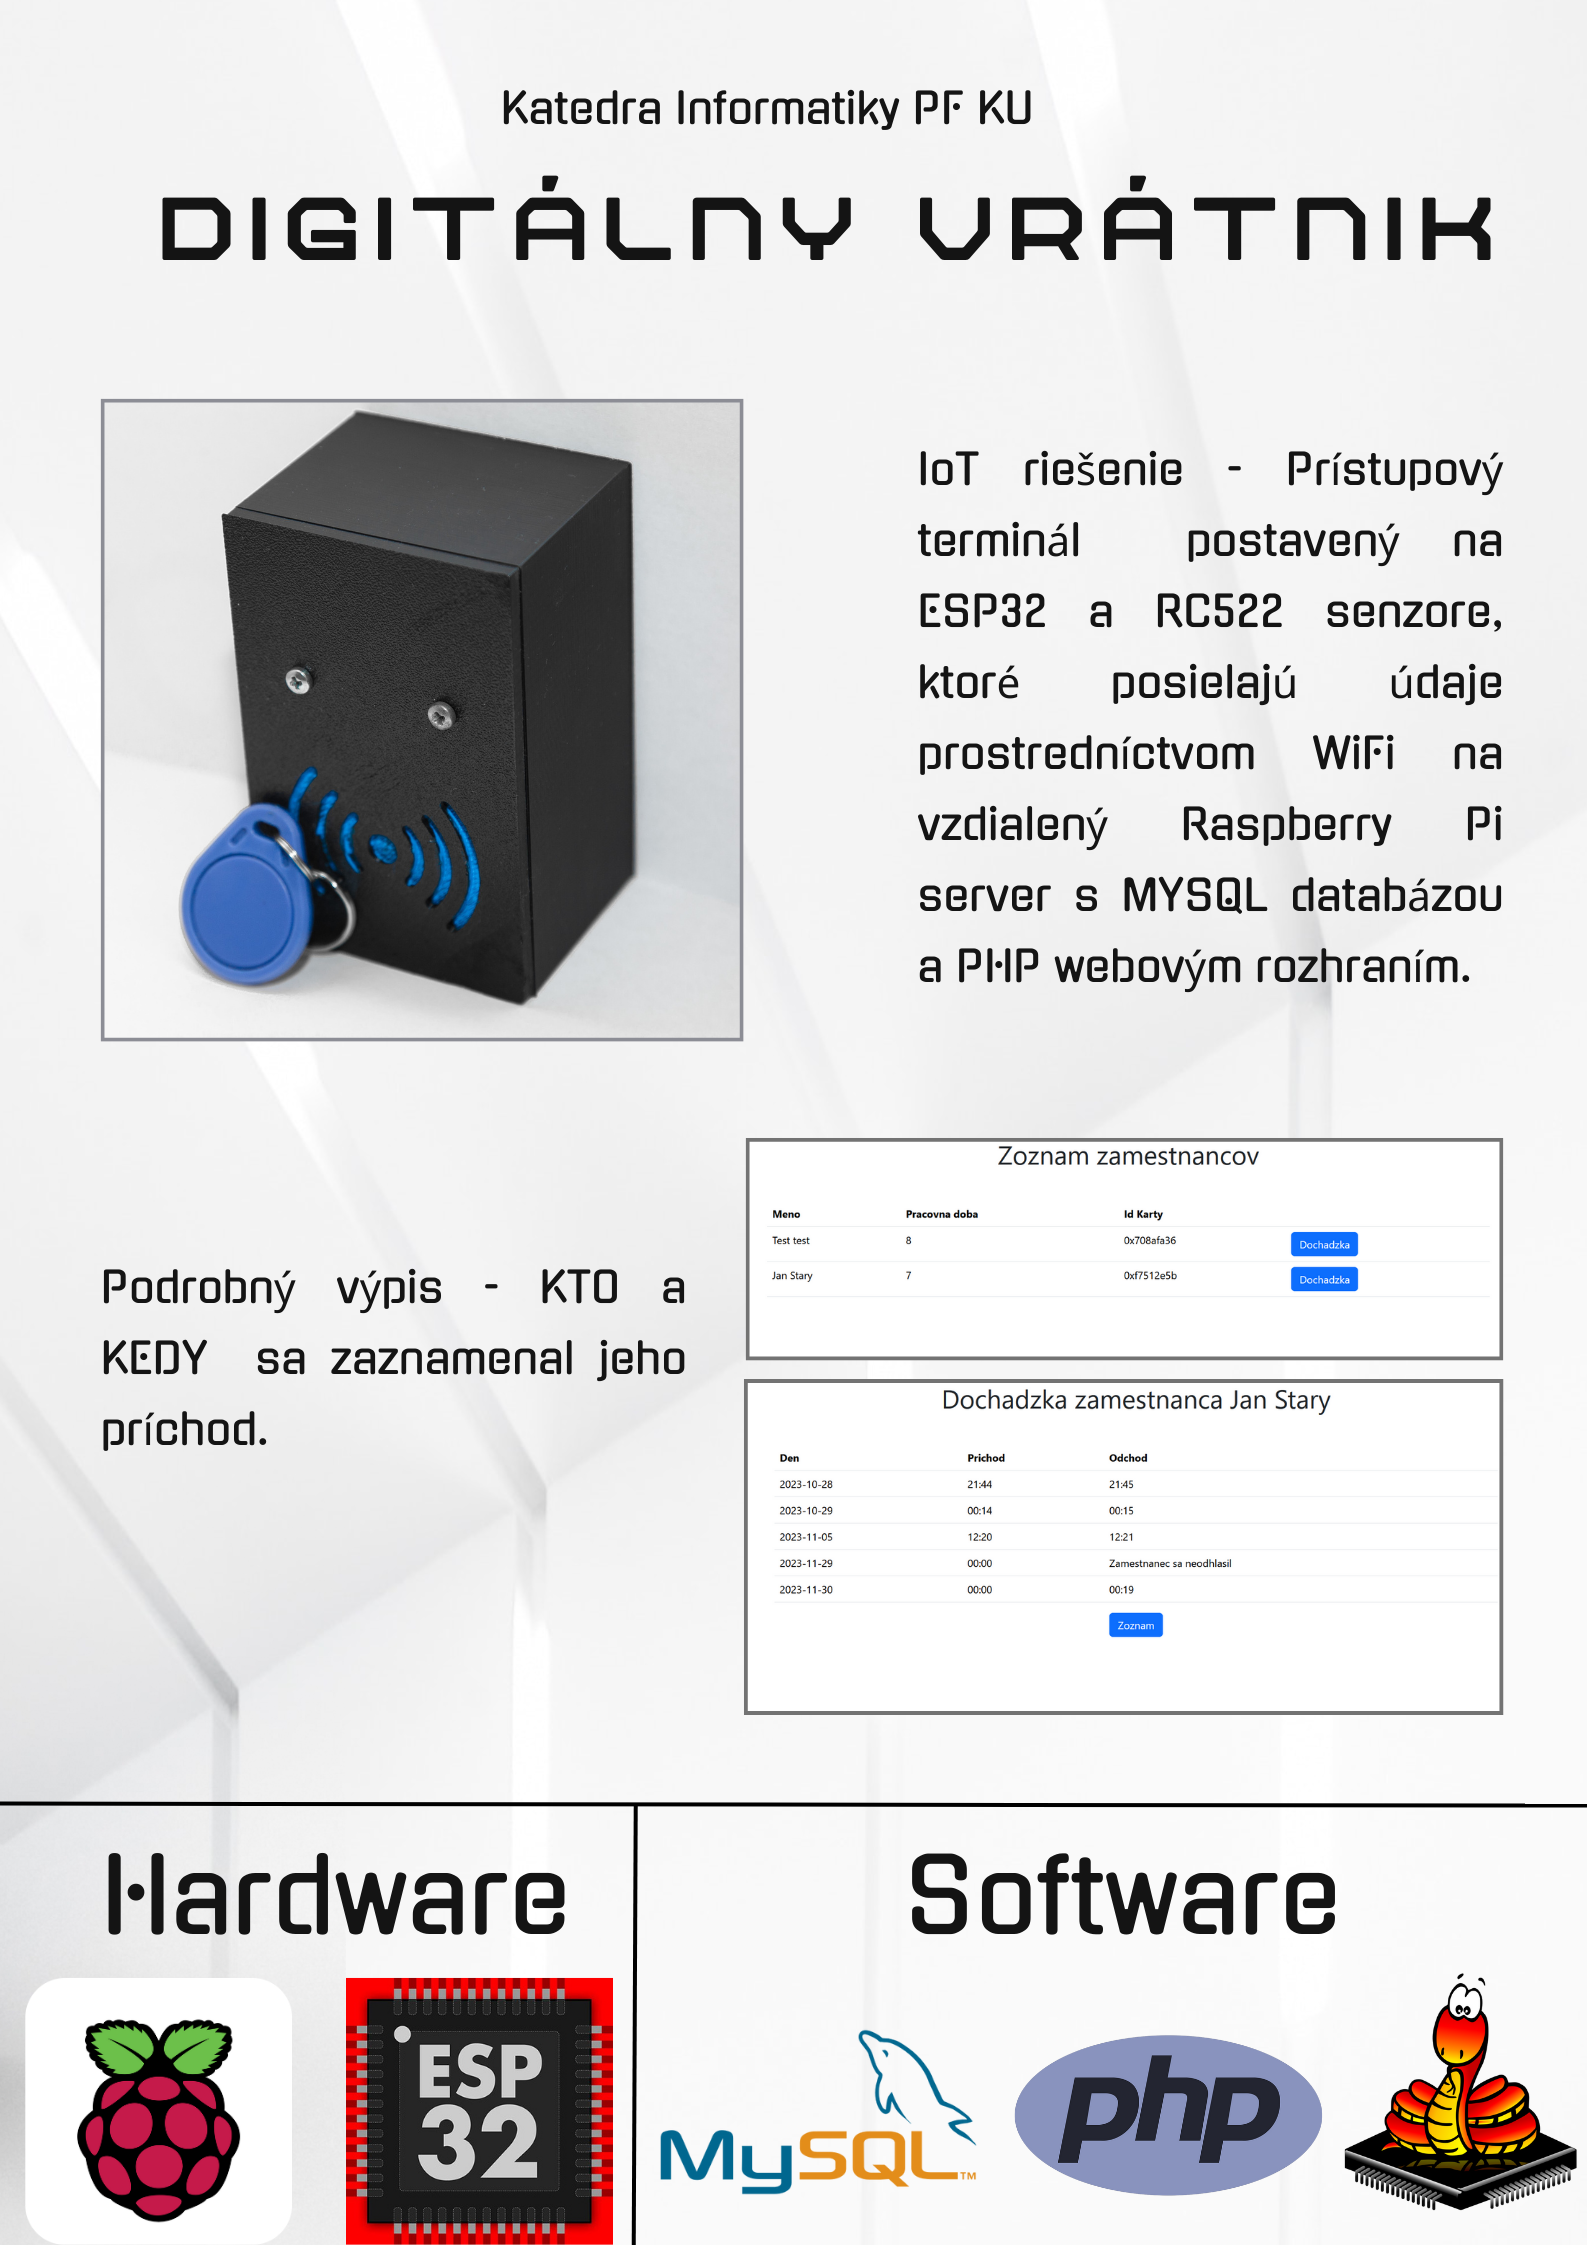 Katedra Informatiky PF KU
DIGITÁLNY VRÁTNIK
IoT riešenie - Prístupový
terminál postavený na
ESP32 a RC522 senzore,
ktoré posielajú údaje
prostredníctvom WiFi na
vzdialený Raspberry Pi
server s MYSQL databázou
a PHP webovým rozhraním.
Podrobný výpis - KTO a
KEDY sa zaznamenal jeho
príchod.
Zoznam zamestnancov
Meno Pracovna doba Id Karty
Test test 8 0x708afa36 Dochadzka
Jan Stary 7 0xf7512e5b Dochadzka
Dochadzka zamestnanca Jan Stary
Den Prichod Odchod
2023-10-28 21:44 21:45
2023-10-29 00:14 00:15
2023-11-05 12:20 12:21
2023-11-29 00:00 Zamestnanec sa neodhlasil
2023-11-30 00:00 00:19
Zoznam
Hardware
Software
ESP
32
MySQL™
php